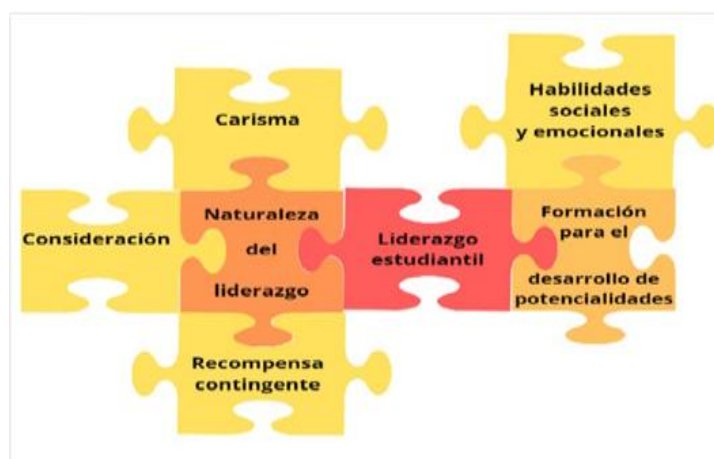 Carisma
Habilidades
sociales
y emocionales
Consideración
Naturaleza
del
liderazgo
Liderazgo
estudiantil
Formación
para el
desarrollo de
potencialidades
Recompensa
contingente